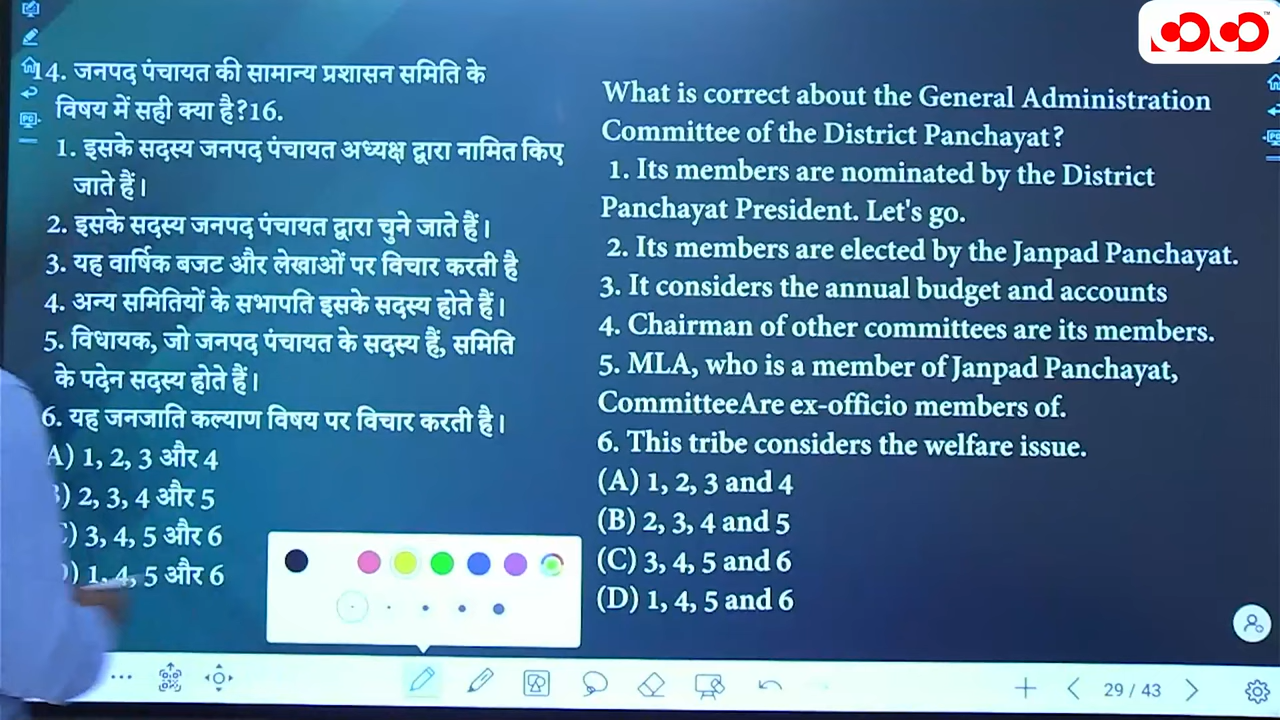 14. जनपद पंचायत की सामान्य प्रशासन समिति के
विषय में सही क्या है?16.
1. इसके सदस्य जनपद पंचायत अध्यक्ष द्वारा नामित किए
जाते हैं।
2. इसके सदस्य जनपद पंचायत द्वारा चुने जाते हैं।
3. यह वार्षिक बजट और लेखाओं पर विचार करती है
4. अन्य समितियों के सभापति इसके सदस्य होते हैं।
5. विधायक, जो जनपद पंचायत के सदस्य हैं, समिति
के पदेन सदस्य होते हैं।
6. यह जनजाति कल्याण विषय पर विचार करती है।
A) 1, 2, 3 और 4
) 2, 3, 4 और 5
) 3, 4, 5 और 6
) 1, 4, 5 और 6
What is correct about the General Administration
Committee of the District Panchayat?
1. Its members are nominated by the District
Panchayat President. Let's go.
2. Its members are elected by the Janpad Panchayat.
3. It considers the annual budget and accounts
4. Chairman of other committees are its members.
5. MLA, who is a member of Janpad Panchayat,
CommitteeAre ex-officio members of.
6. This tribe considers the welfare issue.
(A) 1, 2, 3 and 4
(B) 2, 3, 4 and 5
(C) 3, 4, 5 and 6
(D) 1, 4, 5 and 6
29 / 43